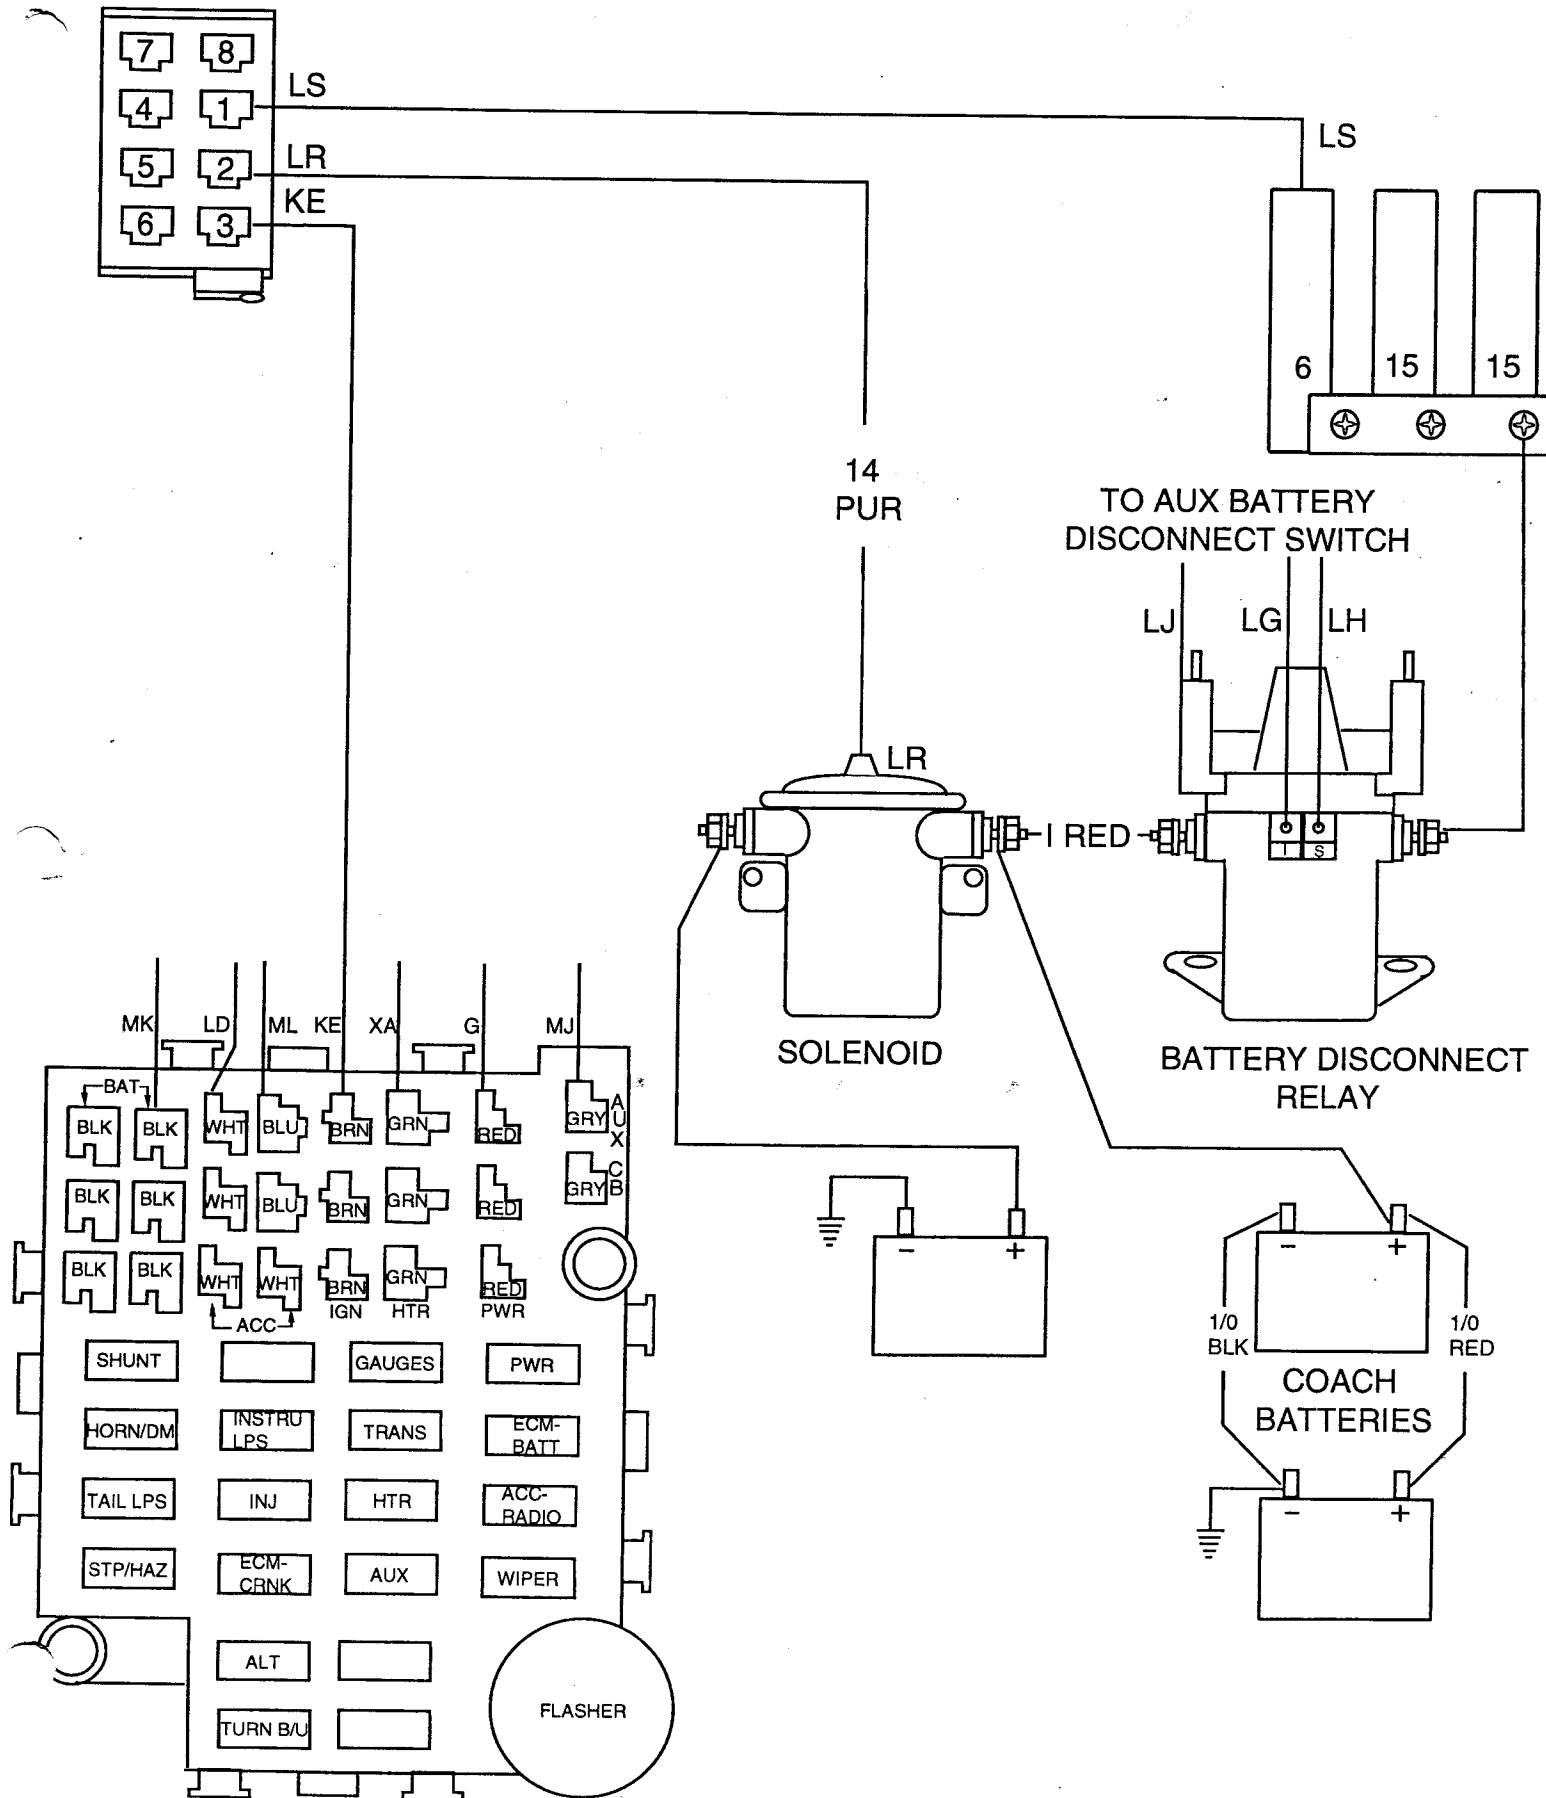 7 8
4 1
5 2
6 3
LS
LR
KE
LS
6 15 15
14
PUR
TO AUX BATTERY
DISCONNECT SWITCH
LJ LG LH
LR
I RED
I S
SOLENOID
BATTERY DISCONNECT
RELAY
MK LD ML KE XA G MJ
BAT
BLK BLK WHT BLU BRN GRN RED GRY
AUX
BLK BLK WHT BLU BRN GRN RED GRY
CB
BLK BLK WHT WHT BRN GRN RED
ACC IGN HTR PWR
SHUNT GAUGES PWR
HORN/DM INSTRU LPS TRANS ECM-BATT
TAIL LPS INJ HTR ACC-RADIO
STP/HAZ ECM-CRNK AUX WIPER
ALT
TURN B/U
FLASHER
- +
- +
1/0
BLK
1/0
RED
COACH
BATTERIES
- +